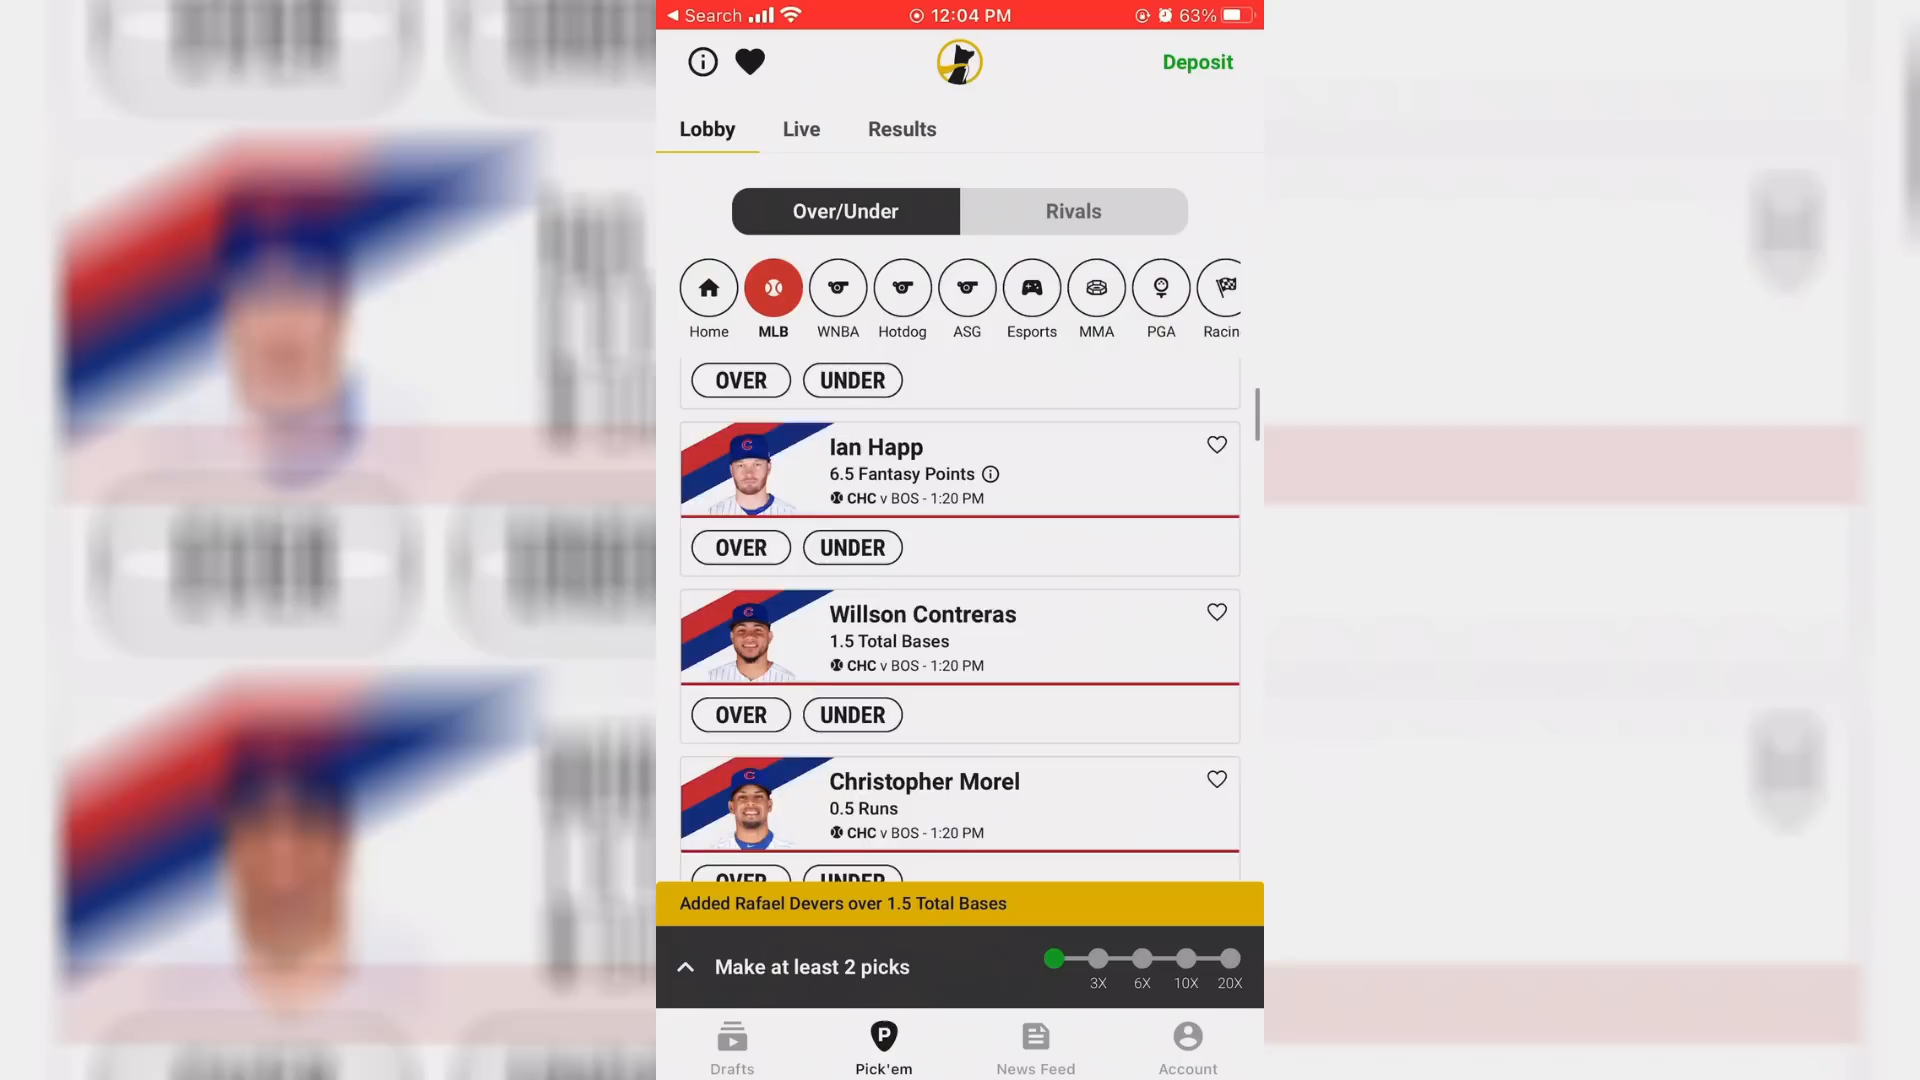 Search
12:04 PM
63%
Deposit
Lobby
Live
Results
Over/Under
Rivals
Home
MLB
WNBA
Hotdog
ASG
Esports
MMA
PGA
Racin
OVER
UNDER
Ian Happ
6.5 Fantasy Points
CHC v BOS - 1:20 PM
OVER
UNDER
Willson Contreras
1.5 Total Bases
CHC v BOS - 1:20 PM
OVER
UNDER
Christopher Morel
0.5 Runs
CHC v BOS - 1:20 PM
OVER
UNDER
Added Rafael Devers over 1.5 Total Bases
Make at least 2 picks
3X
6X
10X
20X
Drafts
Pick'em
News Feed
Account